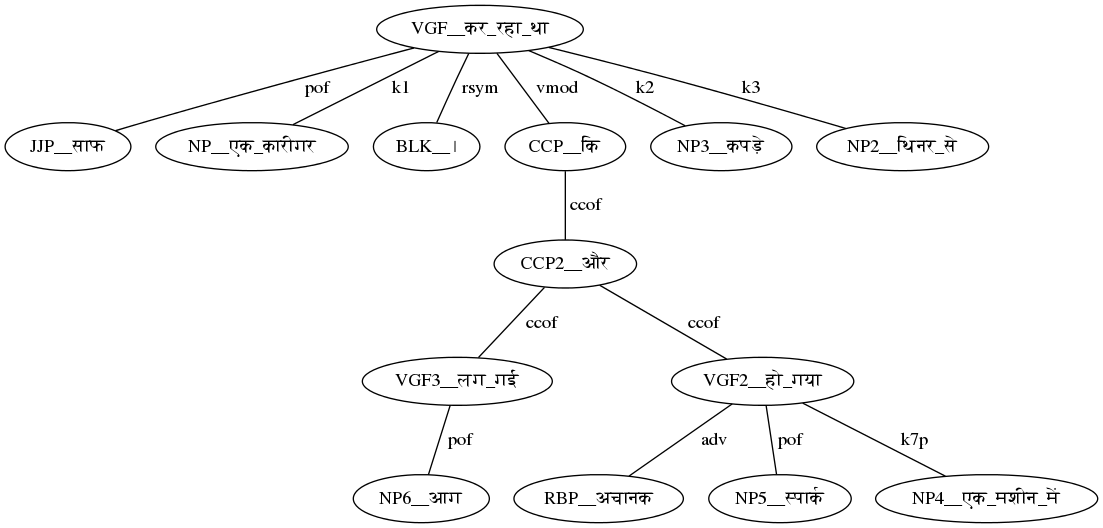 VGF__कर_रहा_था
pof k1 rsym vmod k2 k3
JJP__साफ NP__एक_कारीगर BLK__। CCP__कि NP3__कपड़े NP2__थिनर_से
ccof
CCP2__और
ccof ccof
VGF3__लग_गई VGF2__हो_गया
pof adv pof k7p
NP6__आग RBP__अचानक NP5__स्पार्क NP4__एक_मशीन_में